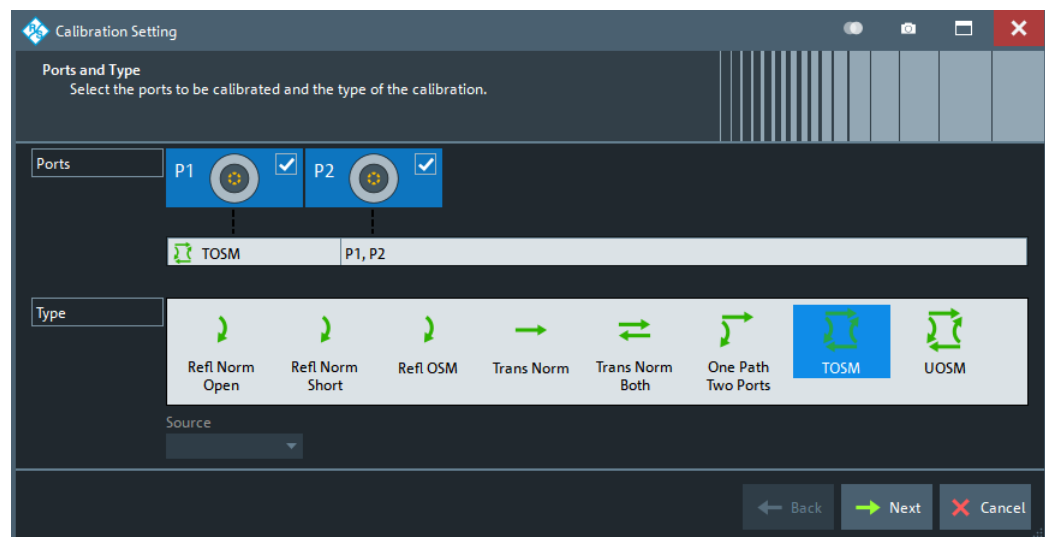 Calibration Setting
Ports and Type
Select the ports to be calibrated and the type of the calibration.
Ports
P1
P2
TOSM
P1, P2
Type
Refl Norm
Open
Refl Norm
Short
Refl OSM
Trans Norm
Trans Norm
Both
One Path
Two Ports
TOSM
UOSM
Source
Back
Next
Cancel